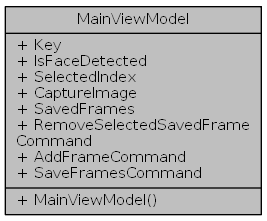 MainViewModel
+ Key
+ IsFaceDetected
+ SelectedIndex
+ CaptureImage
+ SavedFrames
+ RemoveSelectedSavedFrame
Command
+ AddFrameCommand
+ SaveFramesCommand
+ MainViewModel()